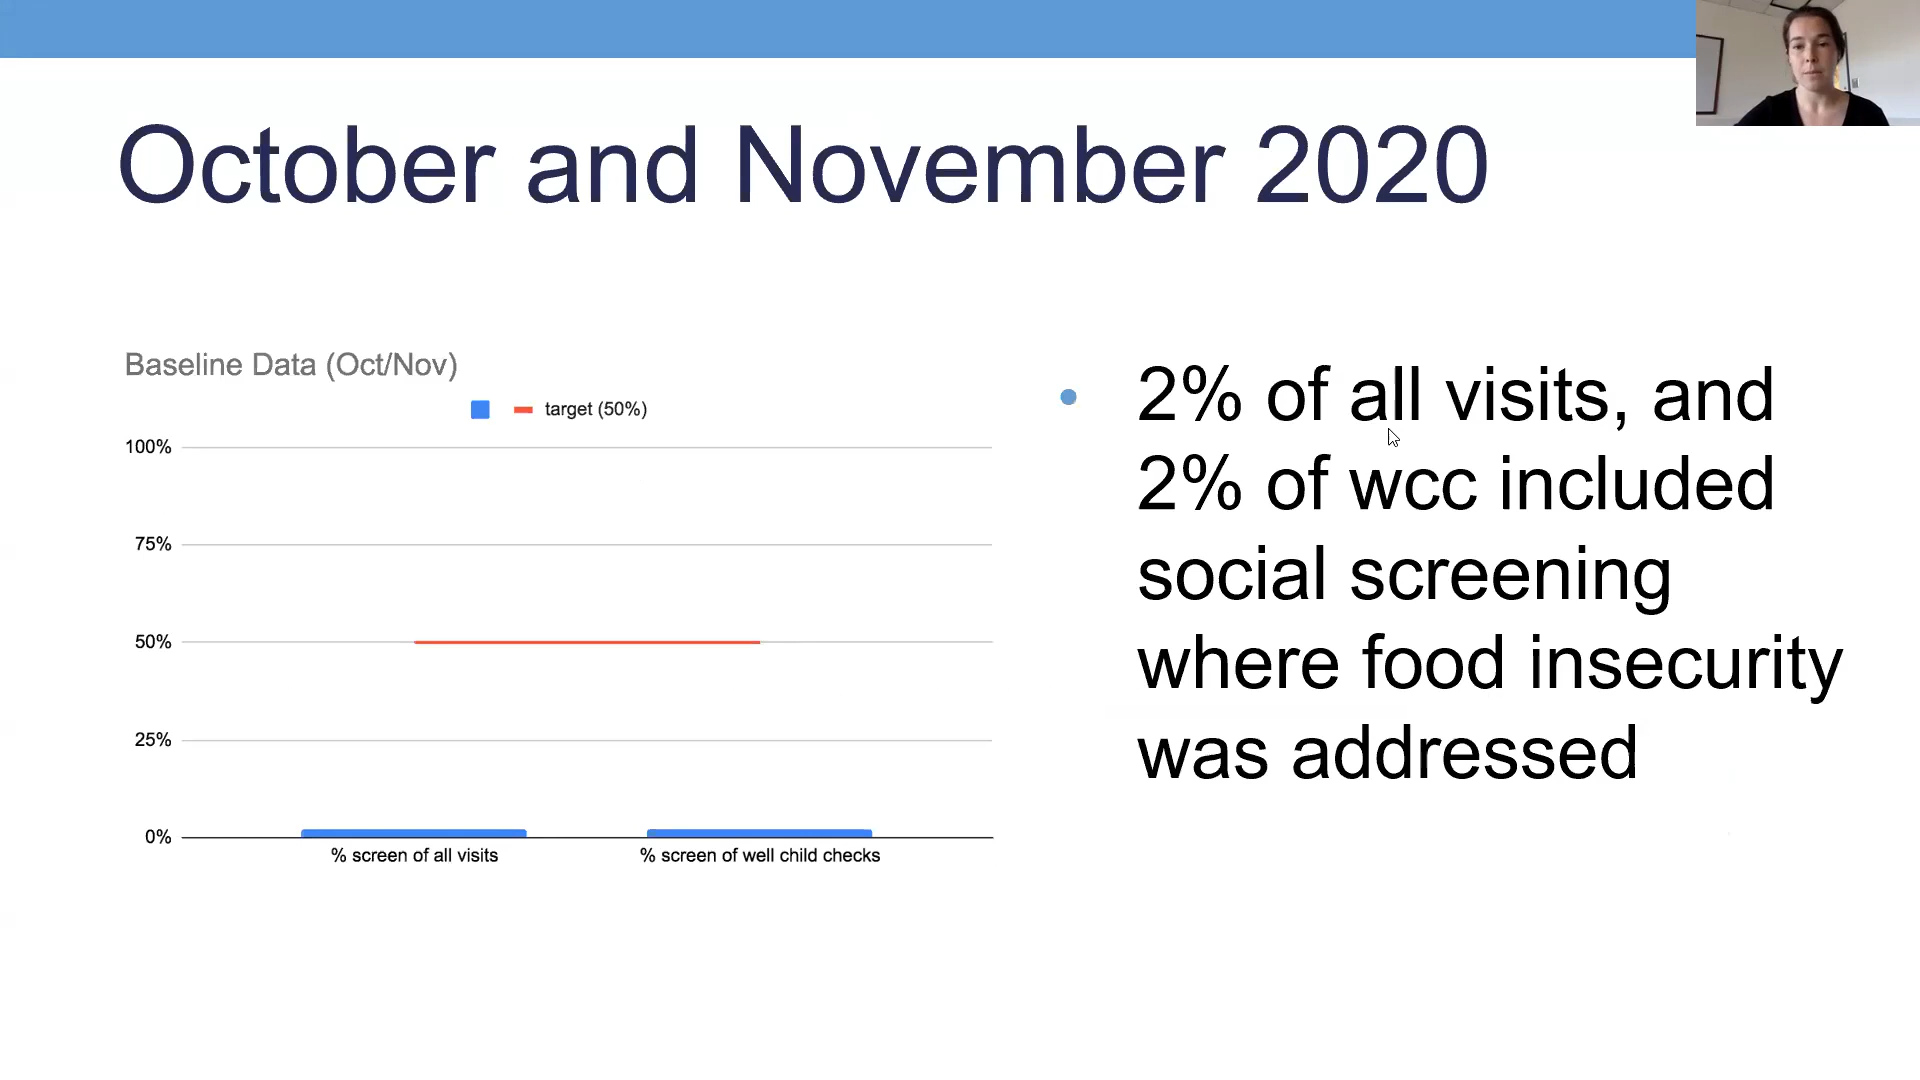 October and November 2020
Baseline Data (Oct/Nov)
target (50%)
100%
75%
50%
25%
0%
% screen of all visits
% screen of well child checks
2% of all visits, and
2% of wcc included
social screening
where food insecurity
was addressed